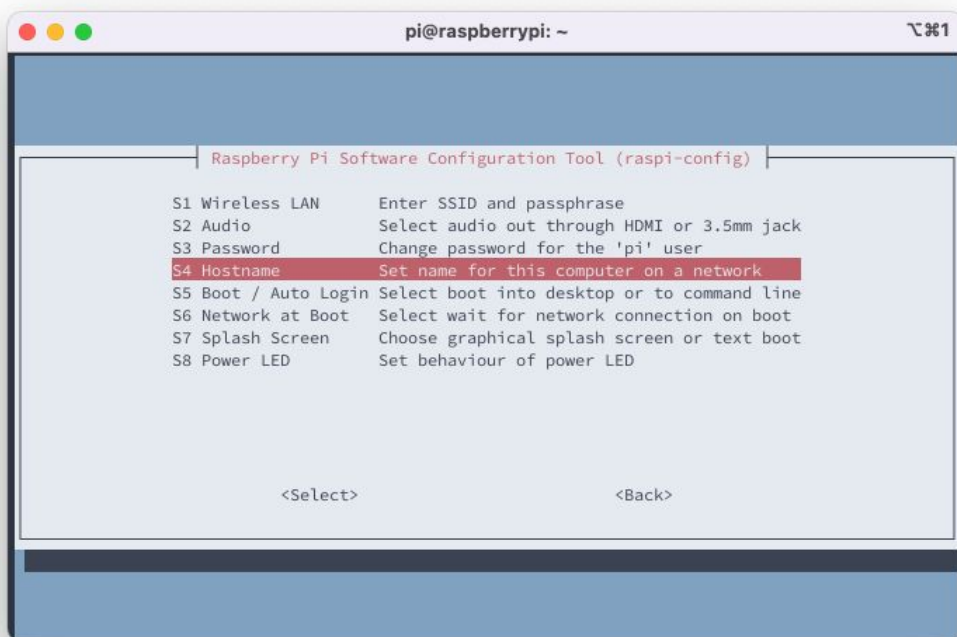 pi@raspberrypi: ~
⌥⌘1
Raspberry Pi Software Configuration Tool (raspi-config)
S1 Wireless LAN Enter SSID and passphrase
S2 Audio Select audio out through HDMI or 3.5mm jack
S3 Password Change password for the 'pi' user
S4 Hostname Set name for this computer on a network
S5 Boot / Auto Login Select boot into desktop or to command line
S6 Network at Boot Select wait for network connection on boot
S7 Splash Screen Choose graphical splash screen or text boot
S8 Power LED Set behaviour of power LED
<Select> <Back>